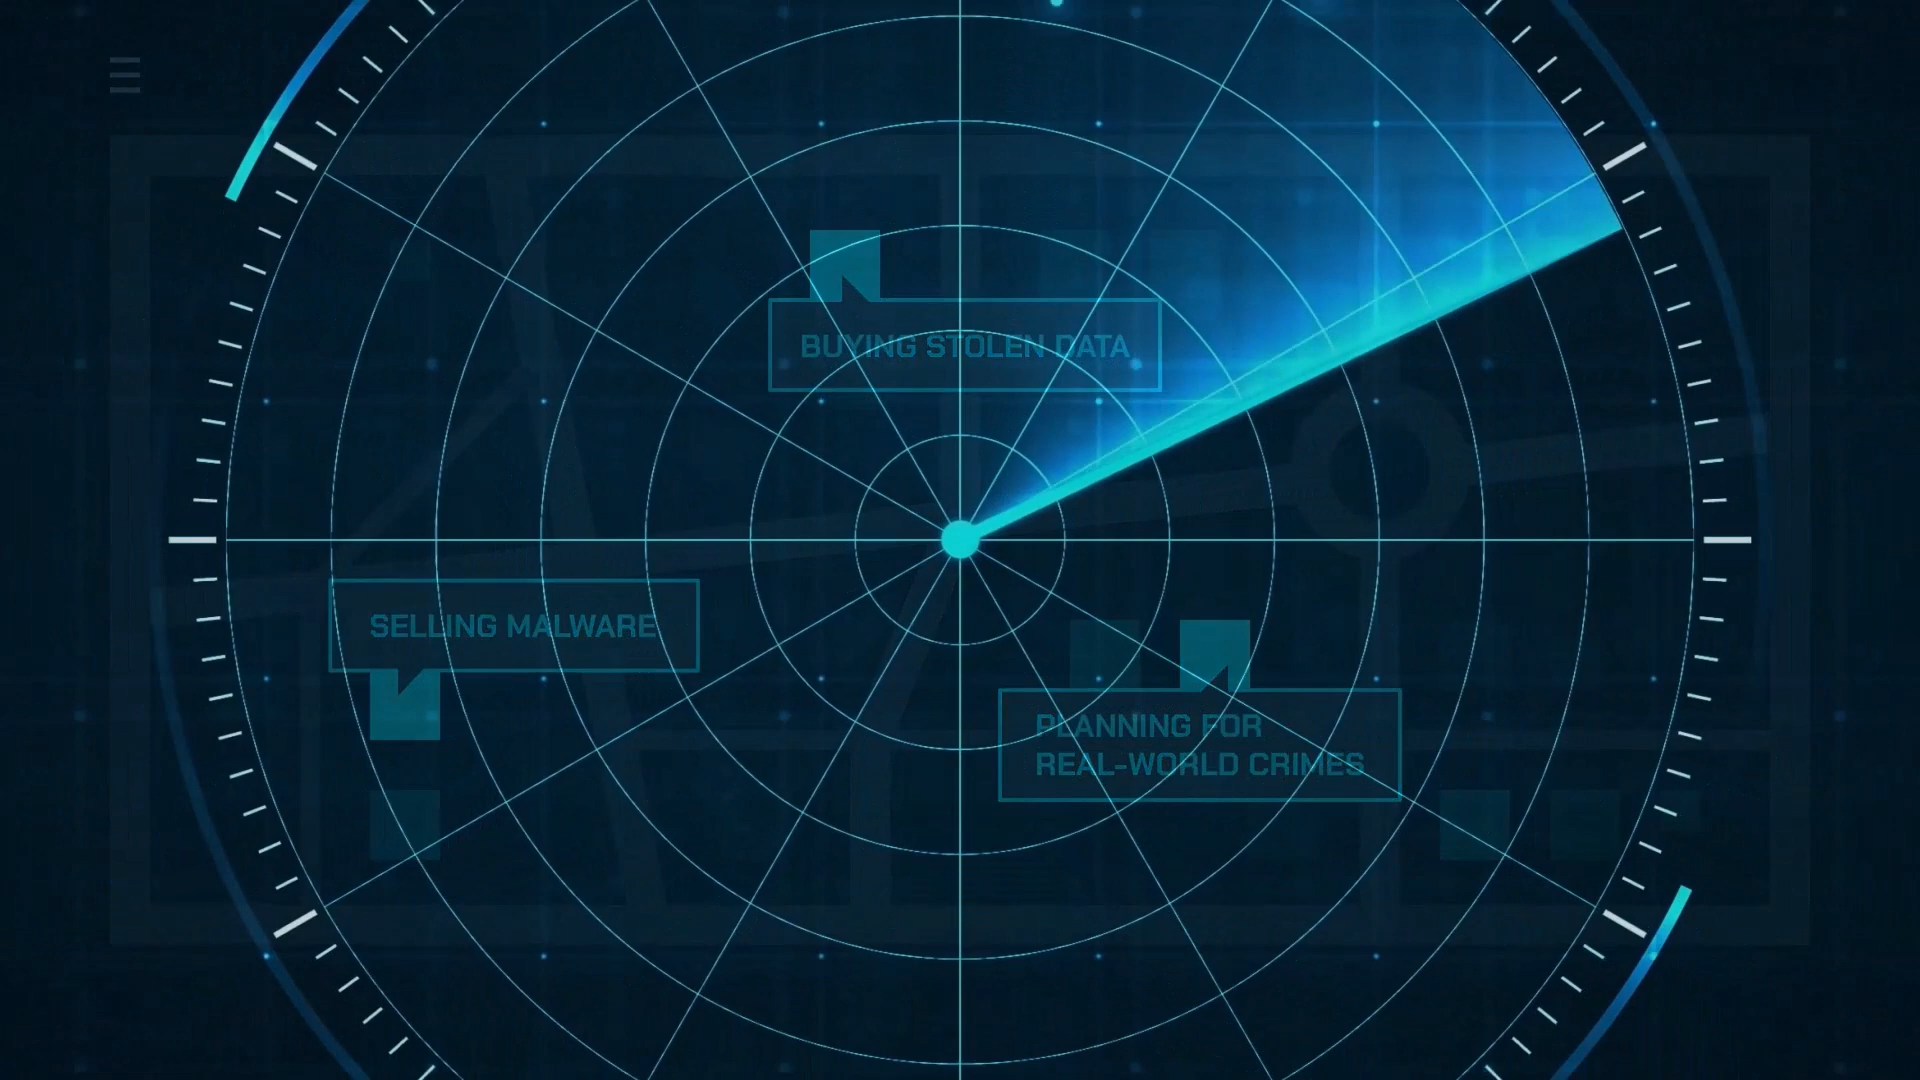 BUYING STOLEN DATA
SELLING MALWARE
PLANNING FOR
REAL-WORLD CRIMES